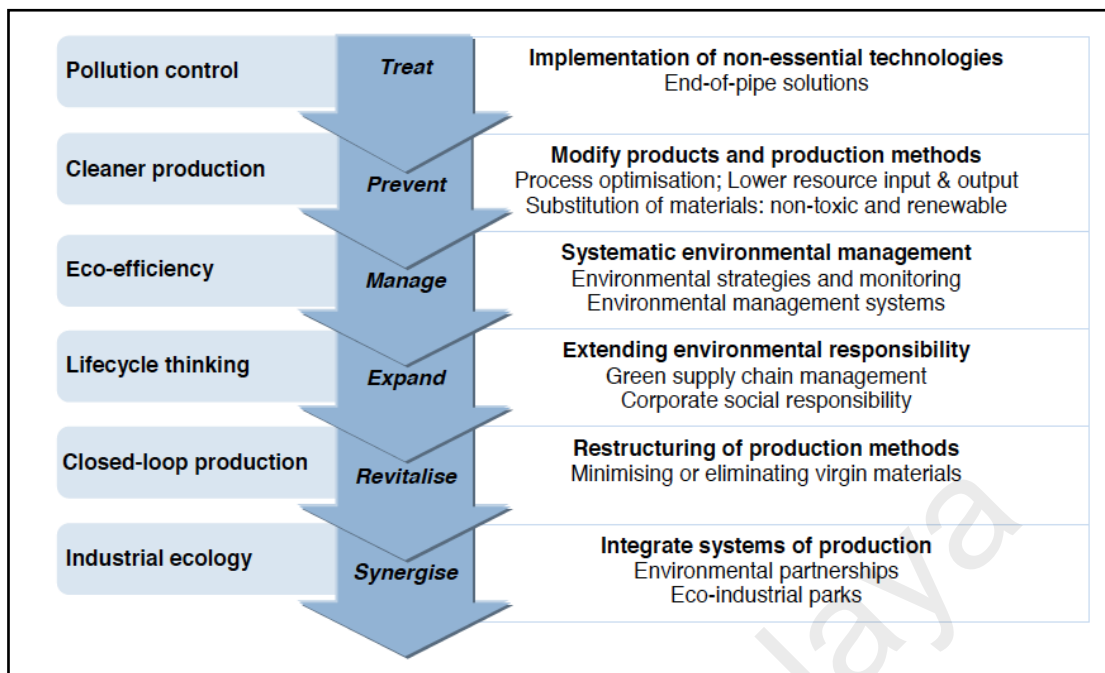 Pollution control
Treat
Implementation of non-essential technologies
End-of-pipe solutions
Cleaner production
Prevent
Modify products and production methods
Process optimisation; Lower resource input & output
Substitution of materials: non-toxic and renewable
Eco-efficiency
Manage
Systematic environmental management
Environmental strategies and monitoring
Environmental management systems
Lifecycle thinking
Expand
Extending environmental responsibility
Green supply chain management
Corporate social responsibility
Closed-loop production
Revitalise
Restructuring of production methods
Minimising or eliminating virgin materials
Industrial ecology
Synergise
Integrate systems of production
Environmental partnerships
Eco-industrial parks